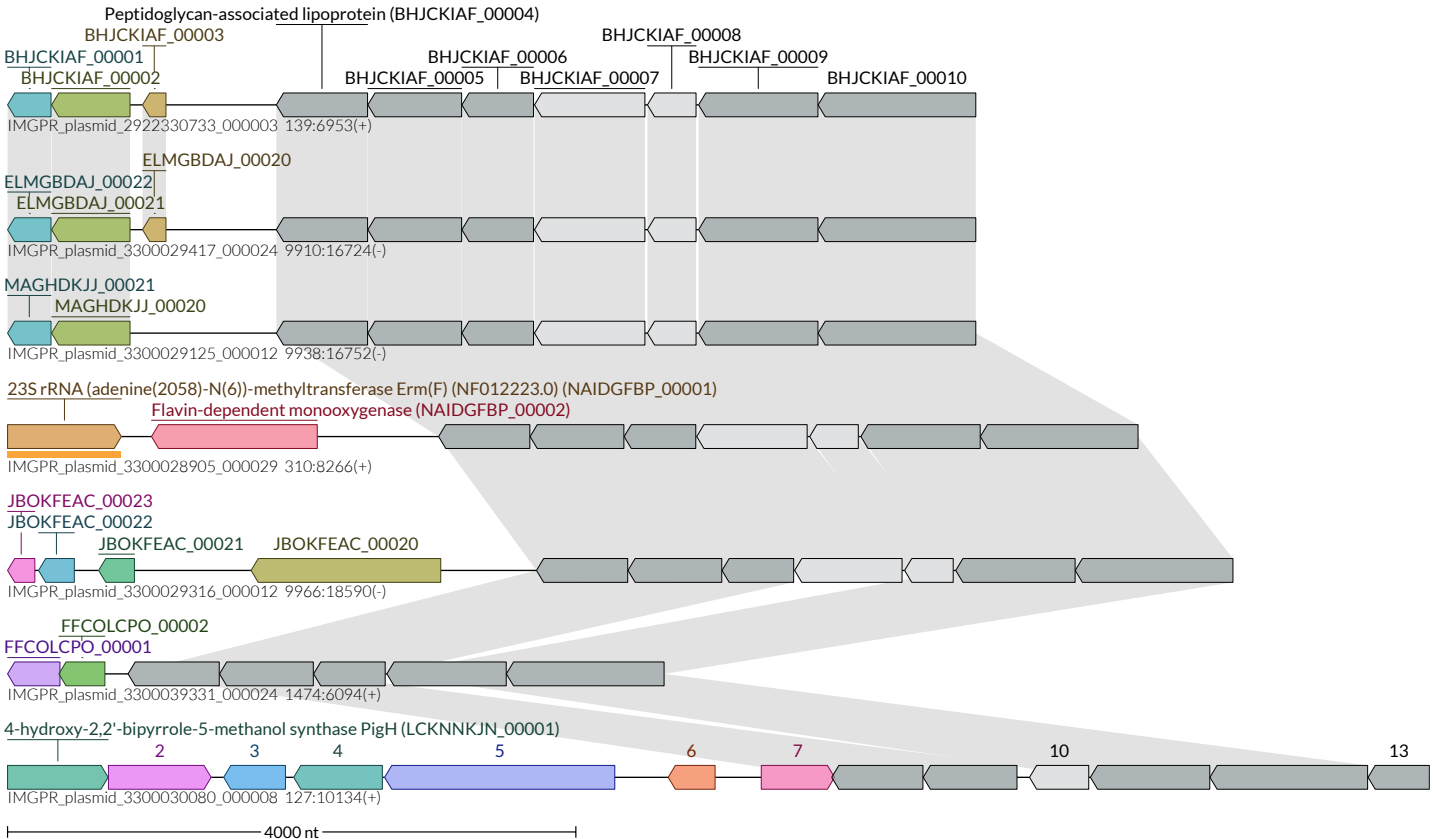 Peptidoglycan-associated lipoprotein (BHJCKIAF_00004)
BHJCKIAF_00003
BHJCKIAF_00008
BHJCKIAF_00001
BHJCKIAF_00006
BHJCKIAF_00009
BHJCKIAF_00002
BHJCKIAF_00005
BHJCKIAF_00007
BHJCKIAF_00010
IMGPR_plasmid_2922330733_000003 139:6953(+)
ELMGBDAJ_00020
ELMGBDAJ_00022
ELMGBDAJ_00021
IMGPR_plasmid_3300029417_000024 9910:16724(-)
MAGHDKJJ_00021
MAGHDKJJ_00020
IMGPR_plasmid_3300029125_000012 9938:16752(-)
23S rRNA (adenine(2058)-N(6))-methyltransferase Erm(F) (NF012223.0) (NAIDGFBP_00001)
Flavin-dependent monooxygenase (NAIDGFBP_00002)
IMGPR_plasmid_3300028905_000029 310:8266(+)
JBOKFEAC_00023
JBOKFEAC_00022
JBOKFEAC_00021
JBOKFEAC_00020
IMGPR_plasmid_3300029316_000012 9966:18590(-)
FFCOLCPO_00002
FFCOLCPO_00001
IMGPR_plasmid_3300039331_000024 1474:6094(+)
4-hydroxy-2,2'-bipyrrole-5-methanol synthase PigH (LCKNNKJN_00001)
2 3 4 5 6 7 10 13
IMGPR_plasmid_3300030080_000008 127:10134(+)
4000 nt